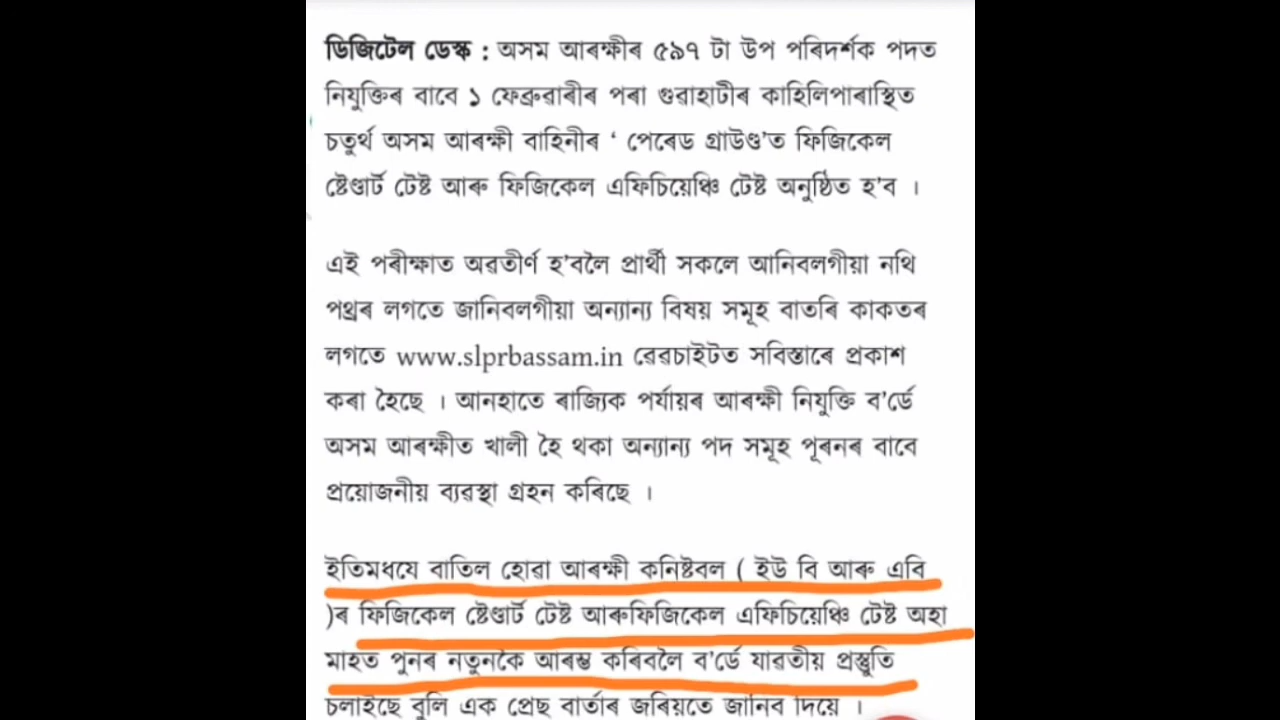 ডিজিটেল ডেস্ক : অসম আৰক্ষীৰ ৫৯৭ টা উপ পৰিদৰ্শক পদত
নিযুক্তিৰ বাবে ১ ফেব্ৰুৱাৰীৰ পৰা গুৱাহাটীৰ কাহিলিপাৰাস্থিত
চতুৰ্থ অসম আৰক্ষী বাহিনীৰ ‘ পেৰেড গ্ৰাউণ্ড’ত ফিজিকেল
ষ্টেণ্ডাৰ্ট টেষ্ট আৰু ফিজিকেল এফিচিয়েঞ্চি টেষ্ট অনুষ্ঠিত হ’ব ।
এই পৰীক্ষাত অৱতীৰ্ণ হ’বলৈ প্ৰাৰ্থী সকলে আনিবলগীয়া নথি
পথ্ৰৰ লগতে জানিবলগীয়া অন্যান্য বিষয় সমূহ বাতৰি কাকতৰ
লগতে www.slprbassam.in ৱেৱচাইটত সবিস্তাৰে প্ৰকাশ
কৰা হৈছে । আনহাতে ৰাজ্যিক পৰ্যায়ৰ আৰক্ষী নিযুক্তি ব’ৰ্ডে
অসম আৰক্ষীত খালী হৈ থকা অন্যান্য পদ সমূহ পূৰনৰ বাবে
প্ৰয়োজনীয় ব্যৱস্থা গ্ৰহন কৰিছে ।
ইতিমধযে বাতিল হোৱা আৰক্ষী কনিষ্টবল ( ইউ বি আৰু এবি
)ৰ ফিজিকেল ষ্টেণ্ডাৰ্ট টেষ্ট আৰুফিজিকেল এফিচিয়েঞ্চি টেষ্ট অহা
মাহত পুনৰ নতুনকৈ আৰম্ভ কৰিবলৈ ব’ৰ্ডে যাৱতীয় প্ৰস্তুতি
চলাইছে বুলি এক প্ৰেছ বাৰ্তাৰ জৰিয়তে জানিব দিয়ে ।